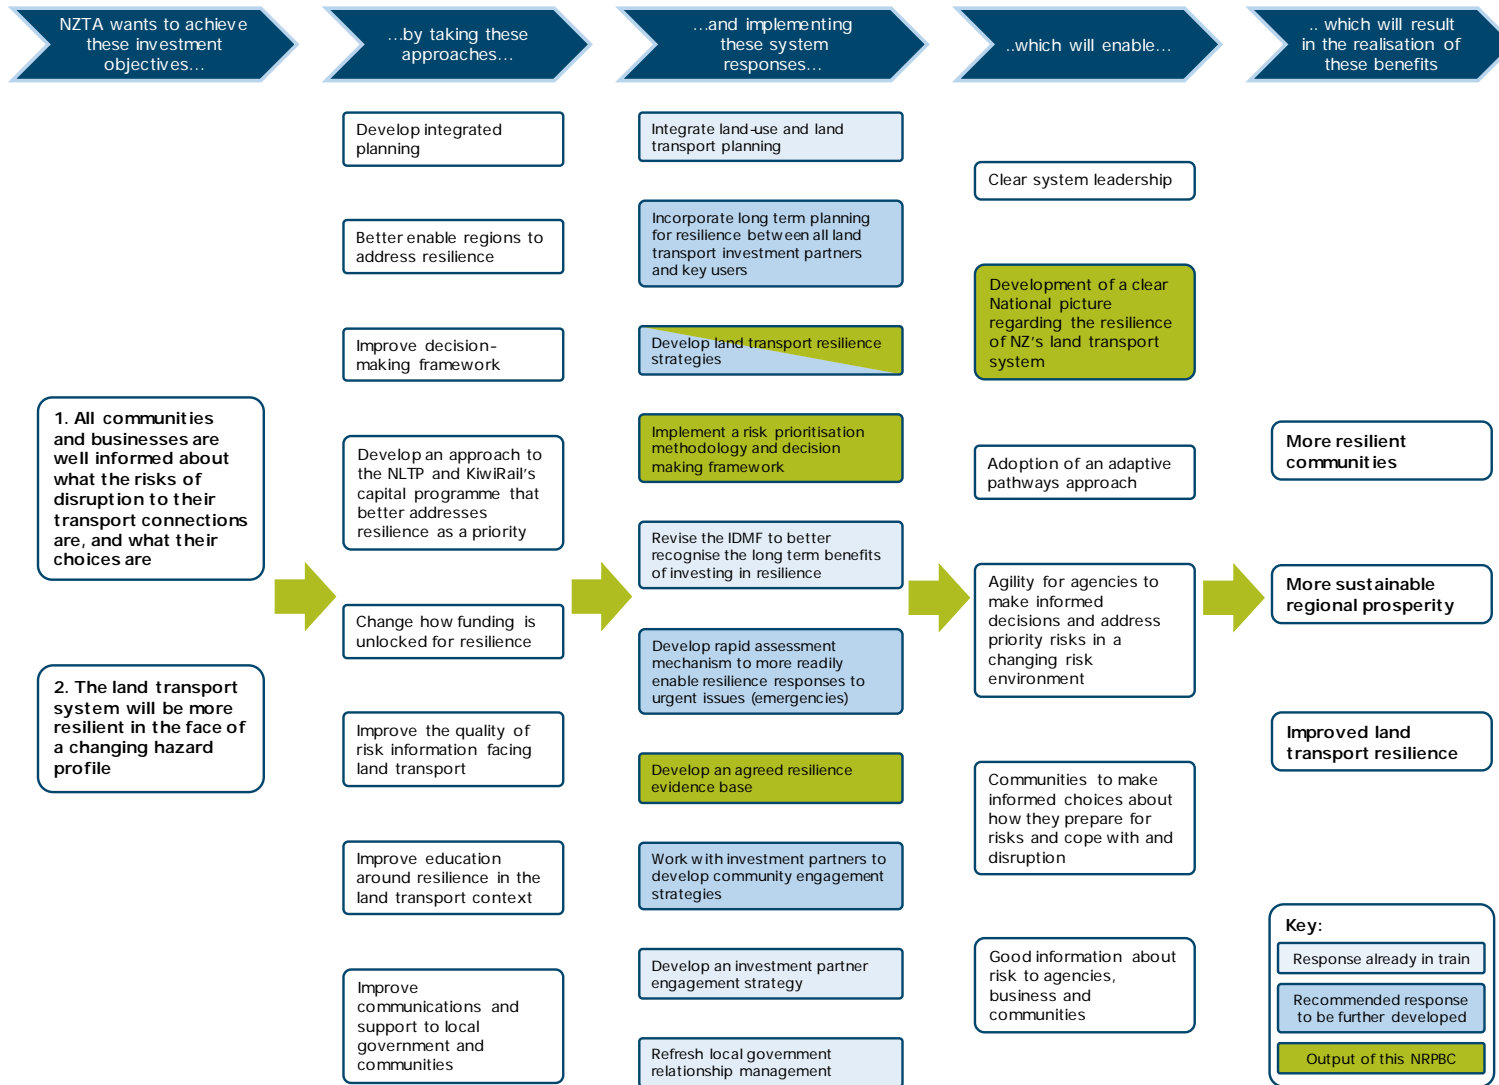 NZTA wants to achieve
these investment
objectives…
…by taking these
approaches…
…and implementing
these system
responses…
..which will enable…
.. which will result
in the realisation of
these benefits
1. All communities
and businesses are
well informed about
what the risks of
disruption to their
transport connections
are, and what their
choices are
2. The land transport
system will be more
resilient in the face of
a changing hazard
profile
Develop integrated
planning
Better enable regions to
address resilience
Improve decision-
making framework
Develop an approach to
the NLTP and KiwiRail's
capital programme that
better addresses
resilience as a priority
Change how funding is
unlocked for resilience
Improve the quality of
risk information facing
land transport
Improve education
around resilience in the
land transport context
Improve
communications and
support to local
government and
communities
Integrate land-use and land
transport planning
Incorporate long term planning
for resilience between all land
transport investment partners
and key users
Develop land transport resilience
strategies
Implement a risk prioritisation
methodology and decision
making framework
Revise the IDMF to better
recognise the long term benefits
of investing in resilience
Develop rapid assessment
mechanism to more readily
enable resilience responses to
urgent issues (emergencies)
Develop an agreed resilience
evidence base
Work with investment partners to
develop community engagement
strategies
Develop an investment partner
engagement strategy
Refresh local government
relationship management
Clear system leadership
Development of a clear
National picture
regarding the resilience
of NZ's land transport
system
Adoption of an adaptive
pathways approach
Agility for agencies to
make informed
decisions and address
priority risks in a
changing risk
environment
Communities to make
informed choices about
how they prepare for
risks and cope with and
disruption
Good information about
risk to agencies,
business and
communities
More resilient
communities
More sustainable
regional prosperity
Improved land
transport resilience
Key:
Response already in train
Recommended response
to be further developed
Output of this NRPBC